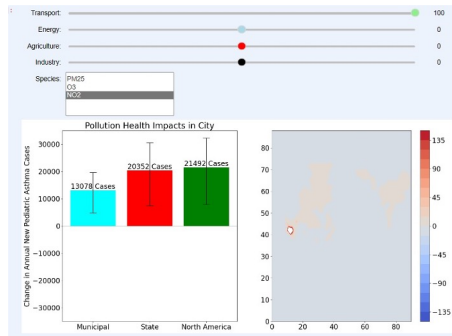 Transport: 100
Energy: 0
Agriculture: 0
Industry: 0
Species: PM25
O3
NO2
Pollution Health Impacts in City
Change in Annual New Pediatric Asthma Cases
30000
20000
10000
0
−10000
−20000
−30000
13078 Cases
20352 Cases
21492 Cases
Municipal State North America
80
70
60
50
40
30
20
10
0
0 20 40 60 80
135
90
45
0
−45
−90
−135